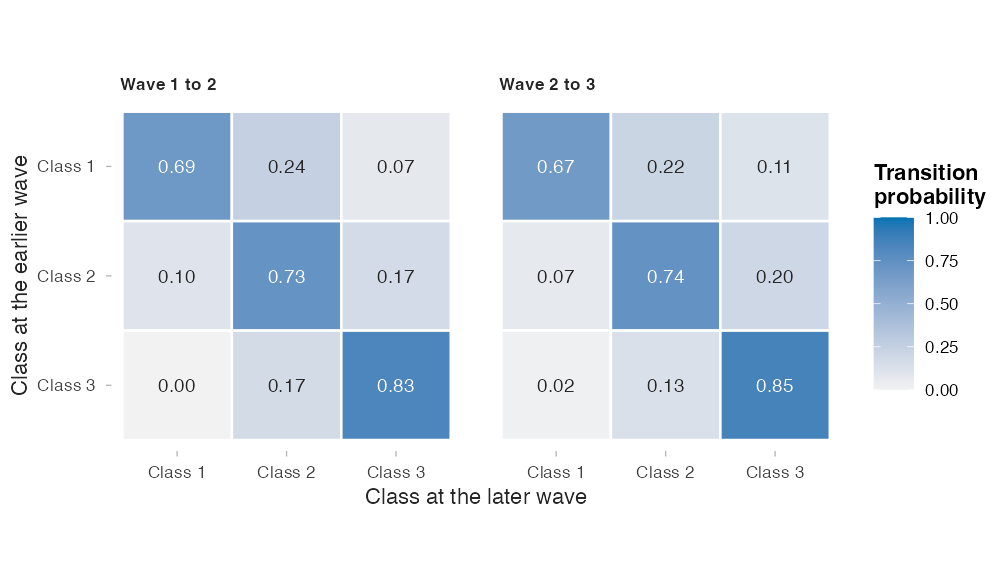 Wave 1 to 2
Wave 2 to 3
Class at the earlier wave
Class 1
0.69 0.24 0.07
0.67 0.22 0.11
Class 2
0.10 0.73 0.17
0.07 0.74 0.20
Class 3
0.00 0.17 0.83
0.02 0.13 0.85
Class 1 Class 2 Class 3
Class 1 Class 2 Class 3
Class at the later wave
Transition
probability
1.00
0.75
0.50
0.25
0.00